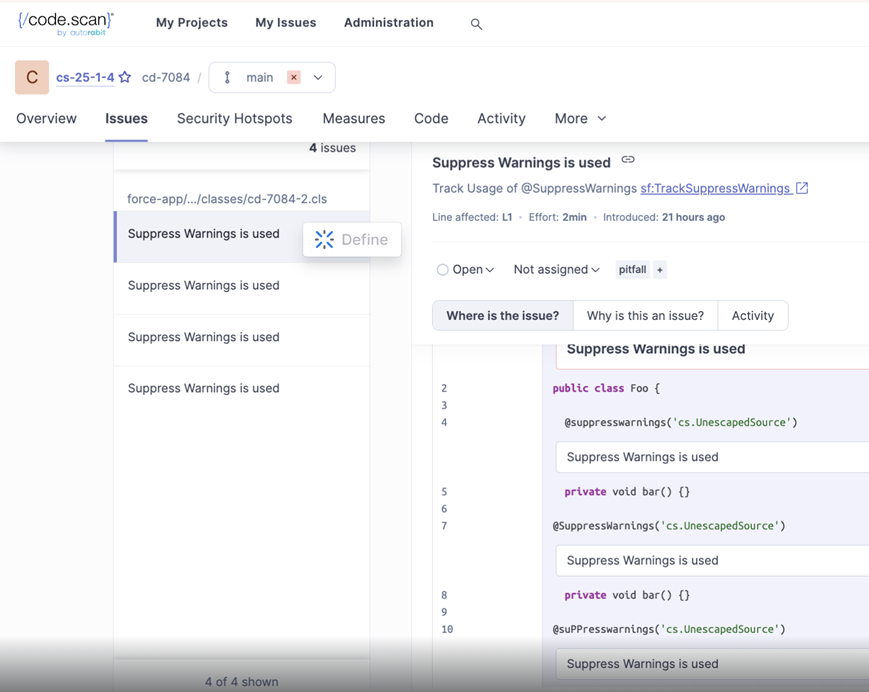 {/code.scan}*
by autorabit
My Projects My Issues Administration
C cs-25-1-4 cd-7084 / main ×
Overview Issues Security Hotspots Measures Code Activity More
4 issues
force-app/.../classes/cd-7084-2.cls
Suppress Warnings is used
Define
Suppress Warnings is used
Suppress Warnings is used
Suppress Warnings is used
4 of 4 shown
Suppress Warnings is used
Track Usage of @SuppressWarnings sf:TrackSuppressWarnings
Line affected: L1 • Effort: 2min • Introduced: 21 hours ago
Open Not assigned pitfall +
Where is the issue? Why is this an issue? Activity
Suppress Warnings is used
2 public class Foo {
3
4 @suppresswarnings('cs.UnescapedSource')
Suppress Warnings is used
5 private void bar() {}
6
7 @SuppressWarnings('cs.UnescapedSource')
Suppress Warnings is used
8 private void bar() {}
9
10 @suPPresswarnings('cs.UnescapedSource')
Suppress Warnings is used